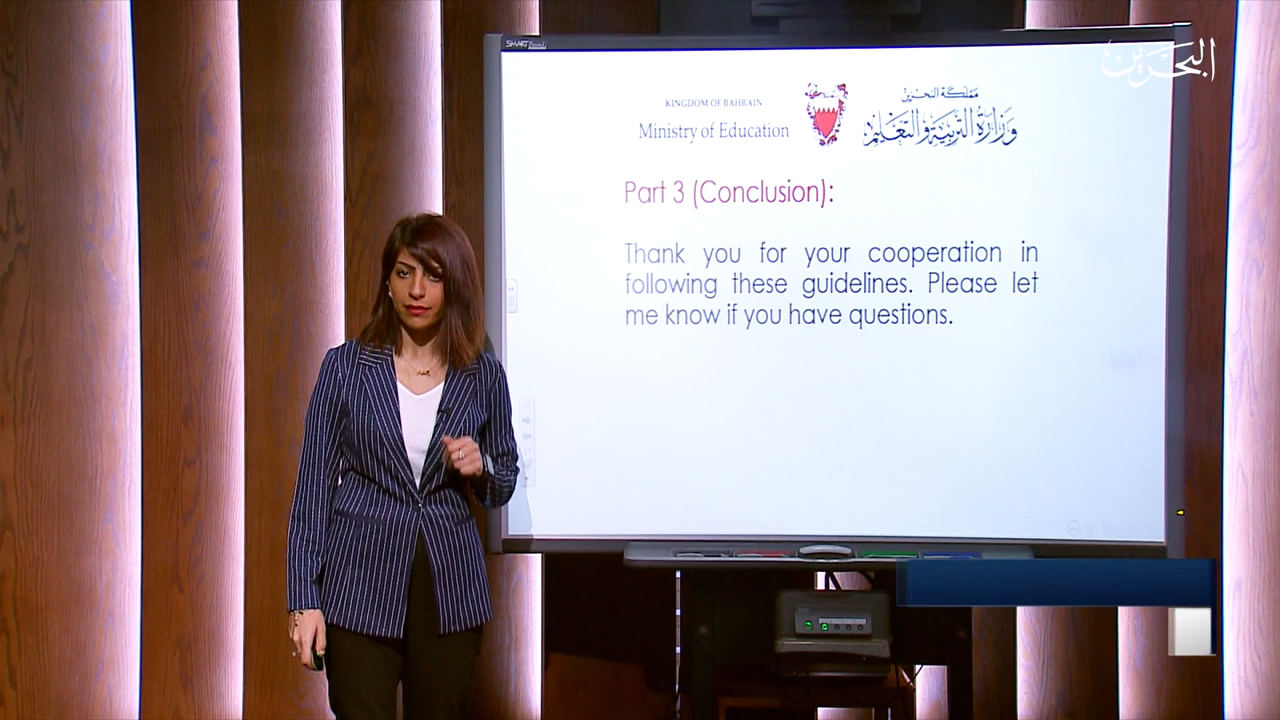 SMART
البحرين
KINGDOM OF BAHRAIN
Ministry of Education
مملكة البحرين
وزارة التربية والتعليم
Part 3 (Conclusion):
Thank you for your cooperation in
following these guidelines. Please let
me know if you have questions.